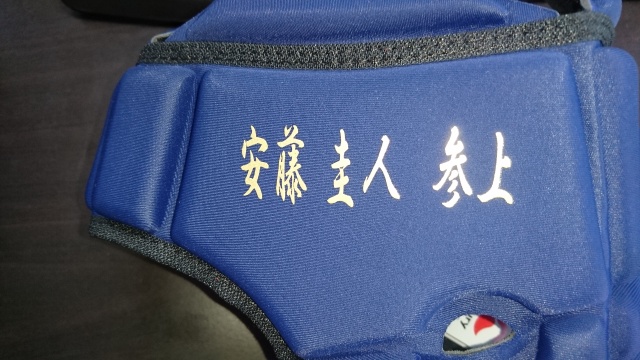 安藤 圭人 参上